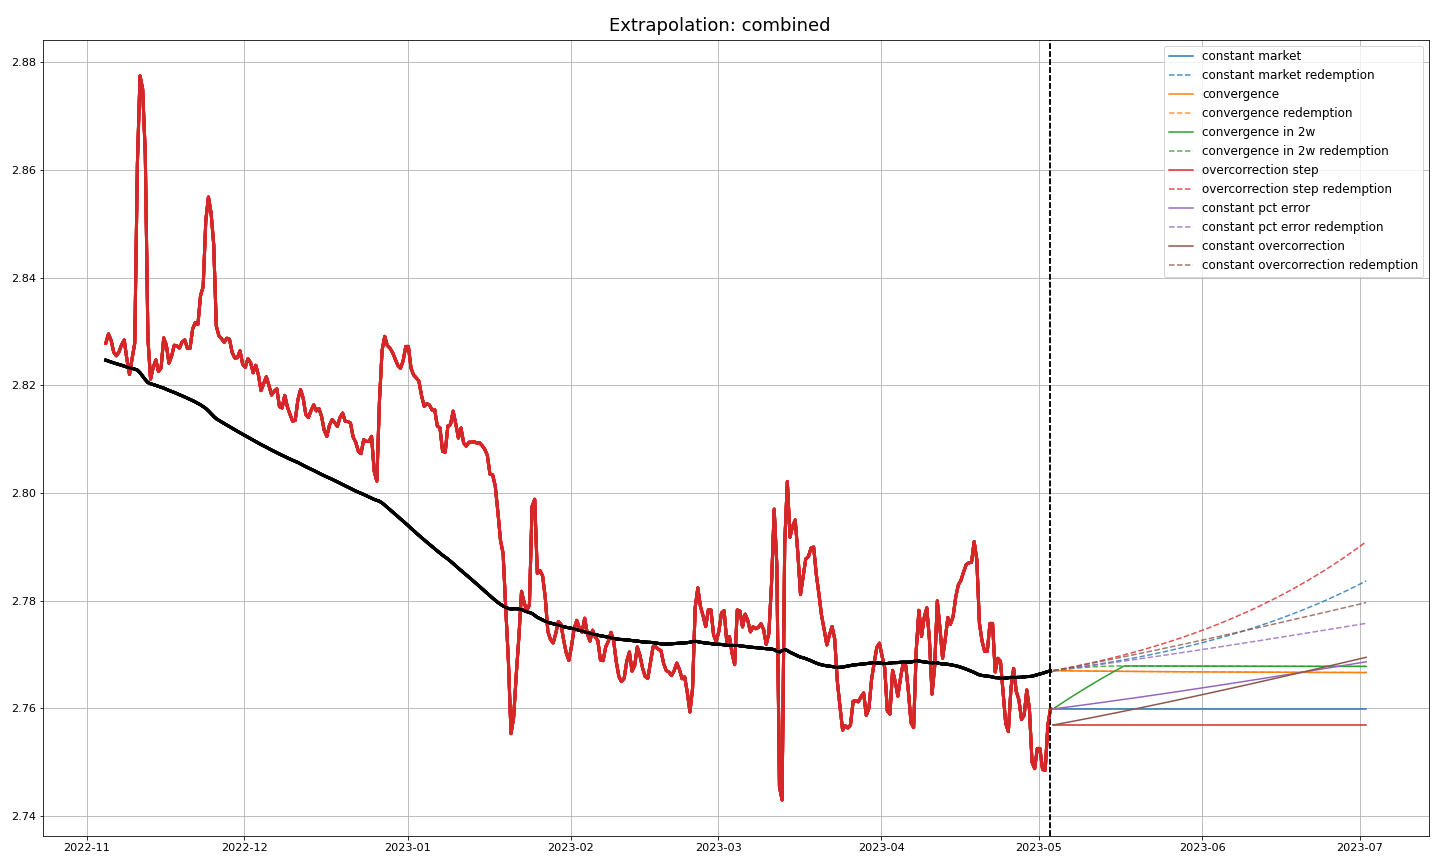 Extrapolation: combined
2.88
2.86
2.84
2.82
2.80
2.78
2.76
2.74
constant market
constant market redemption
convergence
convergence redemption
convergence in 2w
convergence in 2w redemption
overcorrection step
overcorrection step redemption
constant pct error
constant pct error redemption
constant overcorrection
constant overcorrection redemption
2022-11
2022-12
2023-01
2023-02
2023-03
2023-04
2023-05
2023-06
2023-07